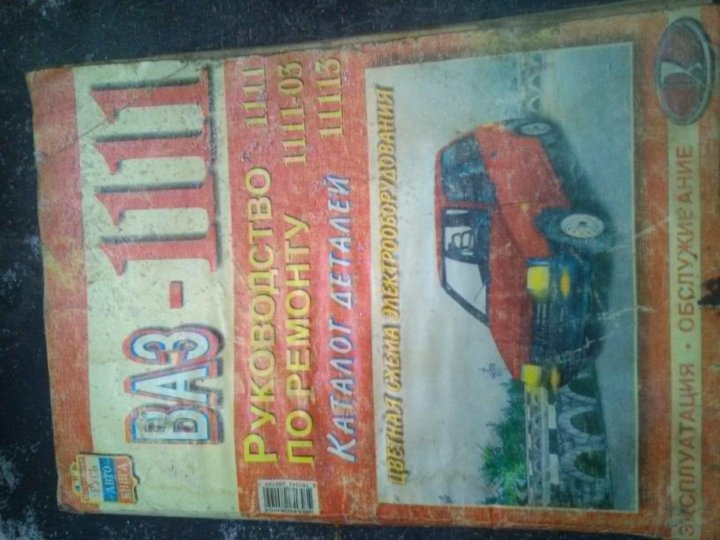 ВАЗ-1111
РУКОВОДСТВО
ПО РЕМОНТУ
1111
1111-03
11113
КАТАЛОГ ДЕТАЛЕЙ
ЦВЕТНАЯ СХЕМА ЭЛЕКТРООБОРУДОВАНИЯ
ЭКСПЛУАТАЦИЯ • ОБСЛУЖИВАНИЕ